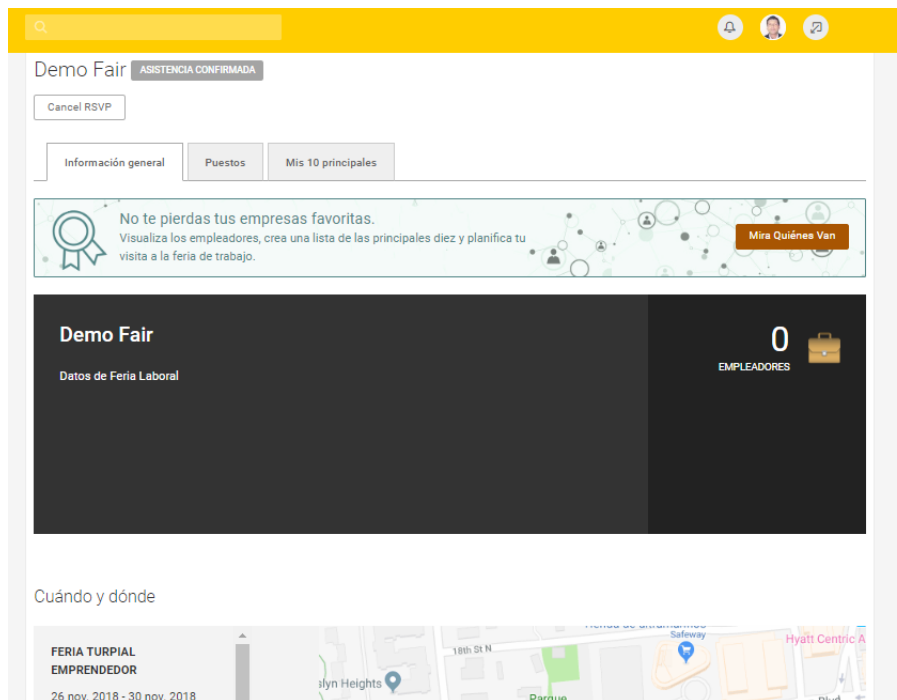 Demo Fair ASISTENCIA CONFIRMADA
Cancel RSVP
Información general Puestos Mis 10 principales
No te pierdas tus empresas favoritas.
Visualiza los empleadores, crea una lista de las principales diez y planifica tu
visita a la feria de trabajo.
Mira Quiénes Van
Demo Fair
Datos de Feria Laboral
0
EMPLEADORES
Cuándo y dónde
FERIA TURPIAL
EMPRENDEDOR
26 nov. 2018 - 30 nov. 2018
18th St N
Safeway
Hyatt Centric A
lyn Heights
Parque
Blvd